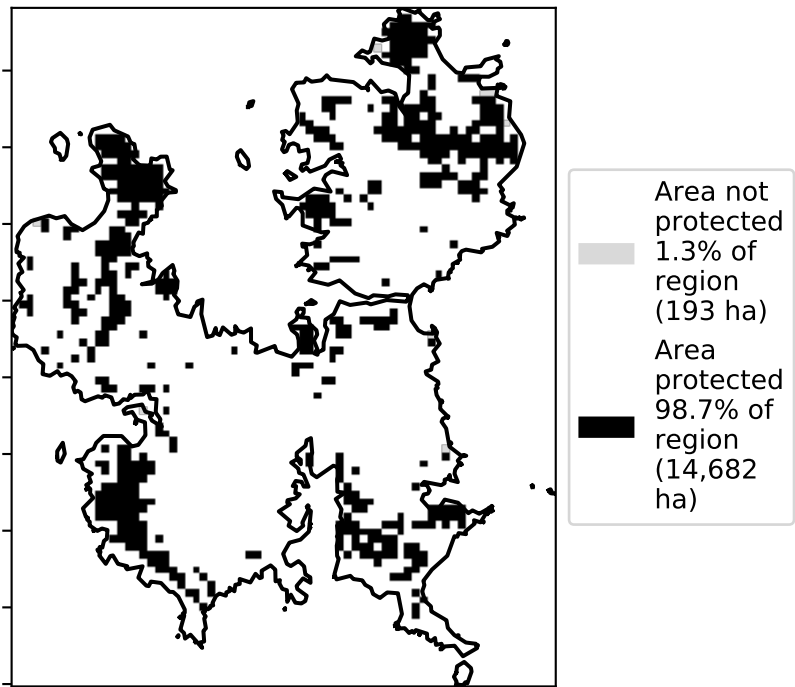 Area not
protected
1.3% of
region
(193 ha)
Area
protected
98.7% of
region
(14,682
ha)